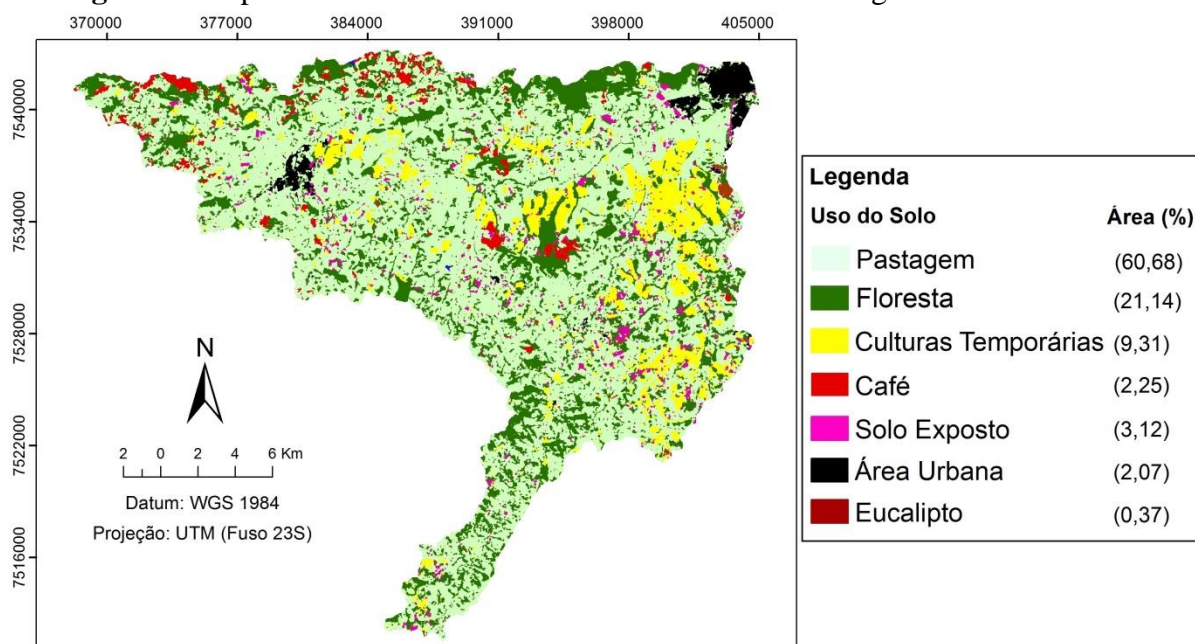 370000 377000 384000 391000 398000 405000
7540000
7534000
7528000
7522000
7516000
N
2 0 2 4 6 Km
Datum: WGS 1984
Projeção: UTM (Fuso 23S)
Legenda
Uso do Solo Área (%)
Pastagem (60,68)
Floresta (21,14)
Culturas Temporárias (9,31)
Café (2,25)
Solo Exposto (3,12)
Área Urbana (2,07)
Eucalipto (0,37)